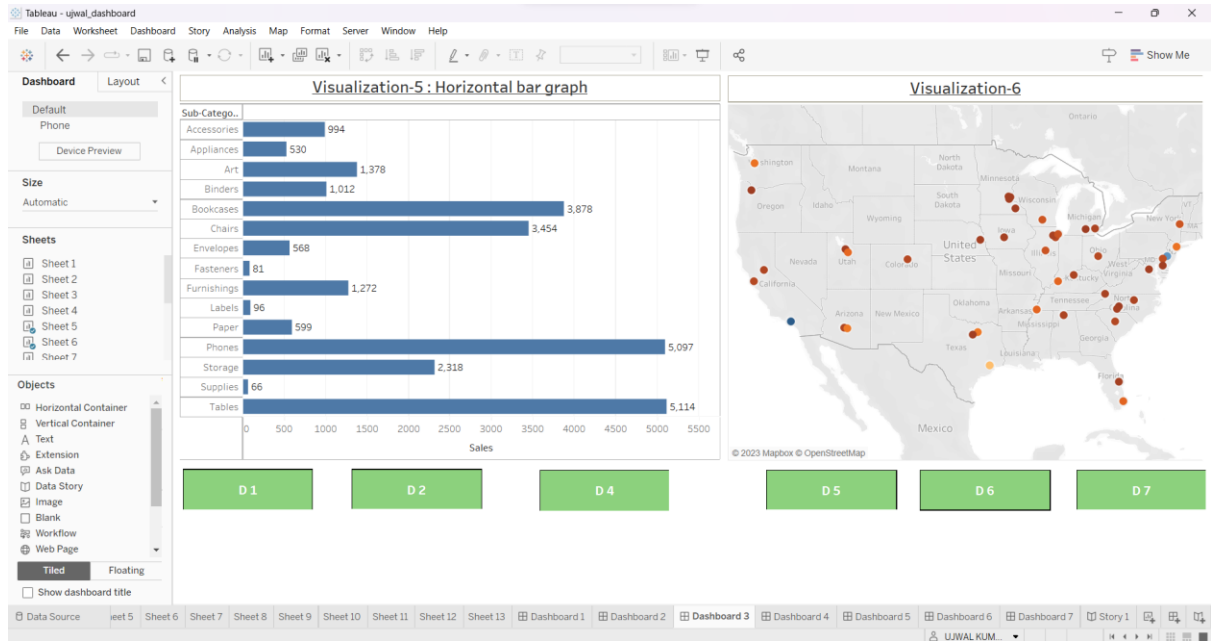 Tableau - ujwal_dashboard
File Data Worksheet Dashboard Story Analysis Map Format Server Window Help
Show Me
Dashboard Layout
Default
Phone
Device Preview
Size
Automatic
Sheets
Sheet 1
Sheet 2
Sheet 3
Sheet 4
Sheet 5
Sheet 6
Sheet 7
Objects
Horizontal Container
Vertical Container
A Text
Extension
Ask Data
Data Story
Image
Blank
Workflow
Web Page
Tiled Floating
Show dashboard title
Visualization-5 : Horizontal bar graph
Sub-Catego..
Accessories 994
Appliances 530
Art 1,378
Binders 1,012
Bookcases 3,878
Chairs 3,454
Envelopes 568
Fasteners 81
Furnishings 1,272
Labels 96
Paper 599
Phones 5,097
Storage 2,318
Supplies 66
Tables 5,114
0 500 1000 1500 2000 2500 3000 3500 4000 4500 5000 5500
Sales
Visualization-6
Ontario
shington
Montana
North
Dakota
Minnesota
Oregon
Idaho
South
Dakota
Wisconsin
Michigan
New York
VT
Wyoming
Iowa
Nevada
Utah
Colorado
United
States
Ohio
West
Virginia
MD
Missouri
California
Oklahoma
Tennessee
Arizona
New Mexico
Arkansas
Mississippi
Texas
Georgia
Louisiana
Florida
Mexico
© 2023 Mapbox © OpenStreetMap
D 1 D 2 D 4 D 5 D 6 D 7
Data Source eet 5 Sheet 6 Sheet 7 Sheet 8 Sheet 9 Sheet 10 Sheet 11 Sheet 12 Sheet 13 Dashboard 1 Dashboard 2 Dashboard 3 Dashboard 4 Dashboard 5 Dashboard 6 Dashboard 7 Story 1
UJWAL KUM...